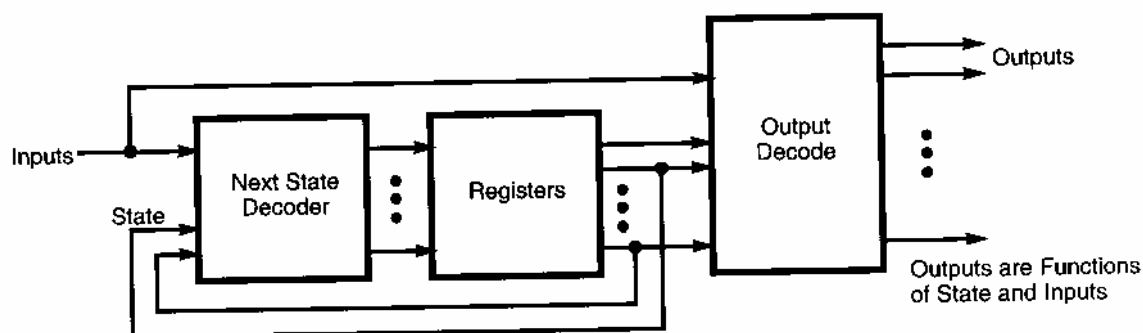 Outputs
Output
Decode
Inputs
Next State
Decoder
Registers
State
Outputs are Functions
of State and Inputs